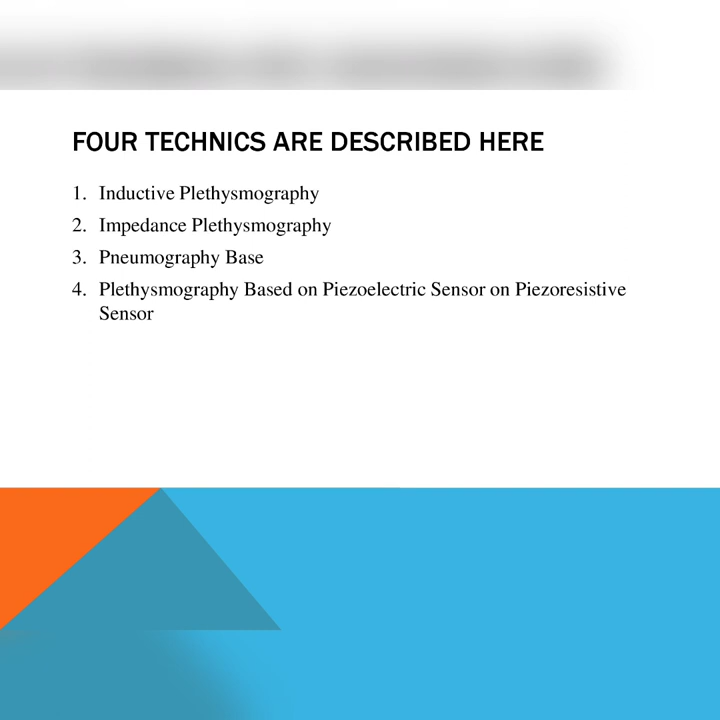 FOUR TECHNICS ARE DESCRIBED HERE
1. Inductive Plethysmography
2. Impedance Plethysmography
3. Pneumography Base
4. Plethysmography Based on Piezoelectric Sensor on Piezoresistive
Sensor